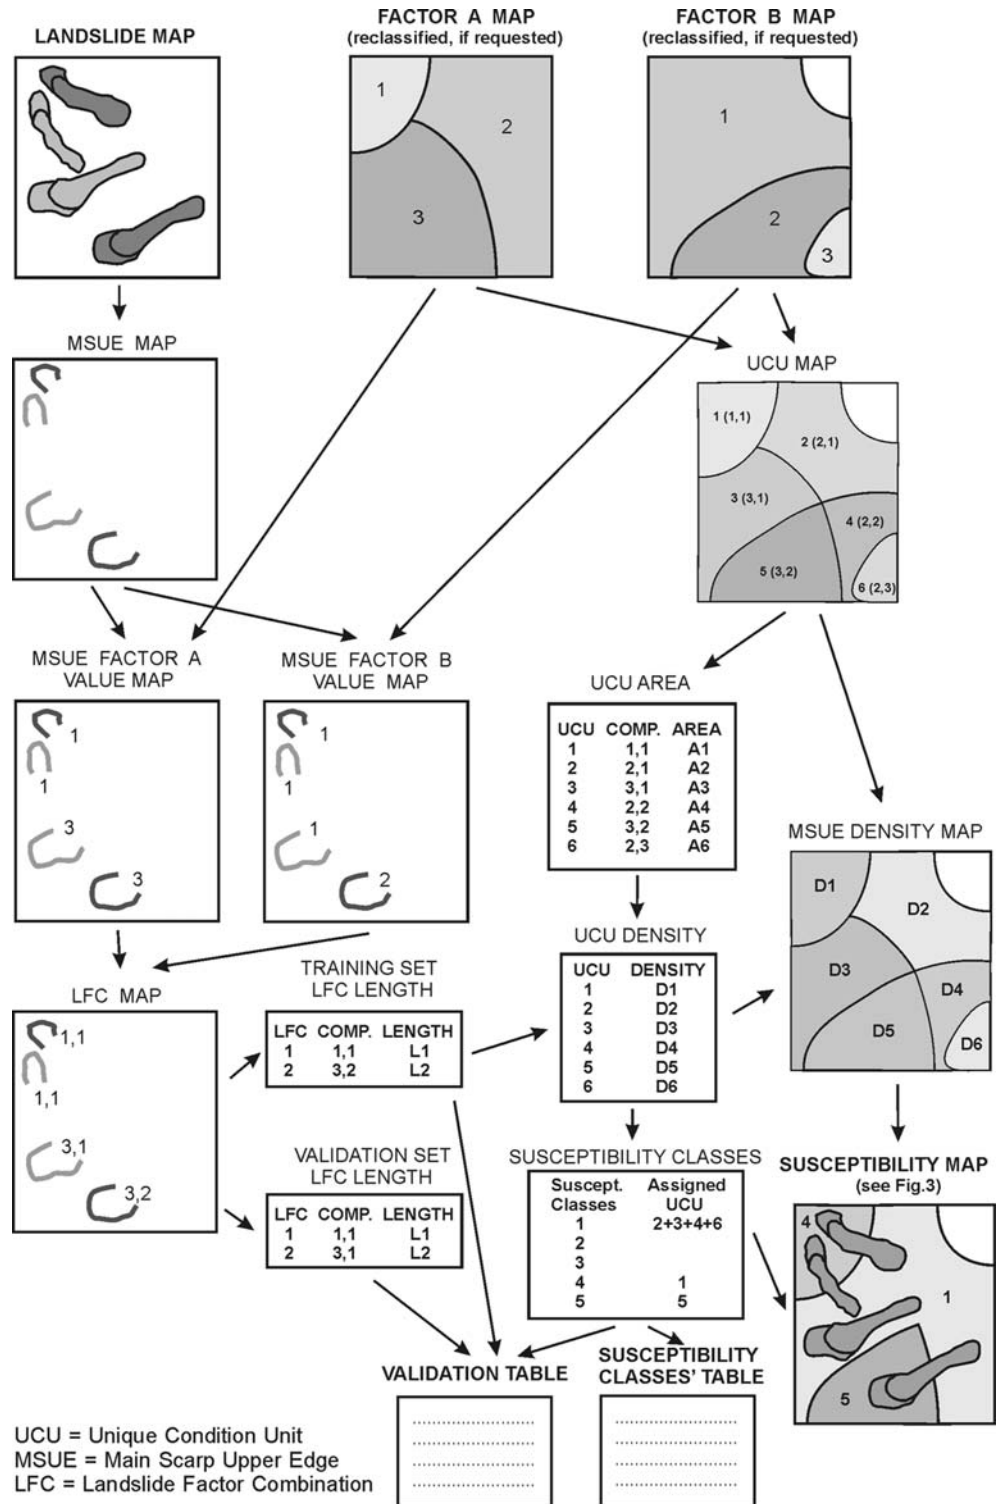 LANDSLIDE MAP
FACTOR A MAP
(reclassified, if requested)
1
2
3
FACTOR B MAP
(reclassified, if requested)
1
2
3
MSUE MAP
UCU MAP
1 (1,1)
2 (2,1)
3 (3,1)
4 (2,2)
5 (3,2)
6 (2,3)
MSUE FACTOR A
VALUE MAP
1
1
3
3
MSUE FACTOR B
VALUE MAP
1
1
1
2
UCU AREA
UCU COMP. AREA
1 1,1 A1
2 2,1 A2
3 3,1 A3
4 2,2 A4
5 3,2 A5
6 2,3 A6
MSUE DENSITY MAP
D1
D2
D3
D4
D5
D6
LFC MAP
1,1
1,1
3,1
3,2
TRAINING SET
LFC LENGTH
LFC COMP. LENGTH
1 1,1 L1
2 3,2 L2
UCU DENSITY
UCU DENSITY
1 D1
2 D2
3 D3
4 D4
5 D5
6 D6
VALIDATION SET
LFC LENGTH
LFC COMP. LENGTH
1 1,1 L1
2 3,1 L2
SUSCEPTIBILITY CLASSES
Suscept. Assigned
Classes UCU
1 2+3+4+6
2
3
4 1
5 5
SUSCEPTIBILITY MAP
(see Fig.3)
4
1
5
VALIDATION TABLE
SUSCEPTIBILITY
CLASSES' TABLE
UCU = Unique Condition Unit
MSUE = Main Scarp Upper Edge
LFC = Landslide Factor Combination